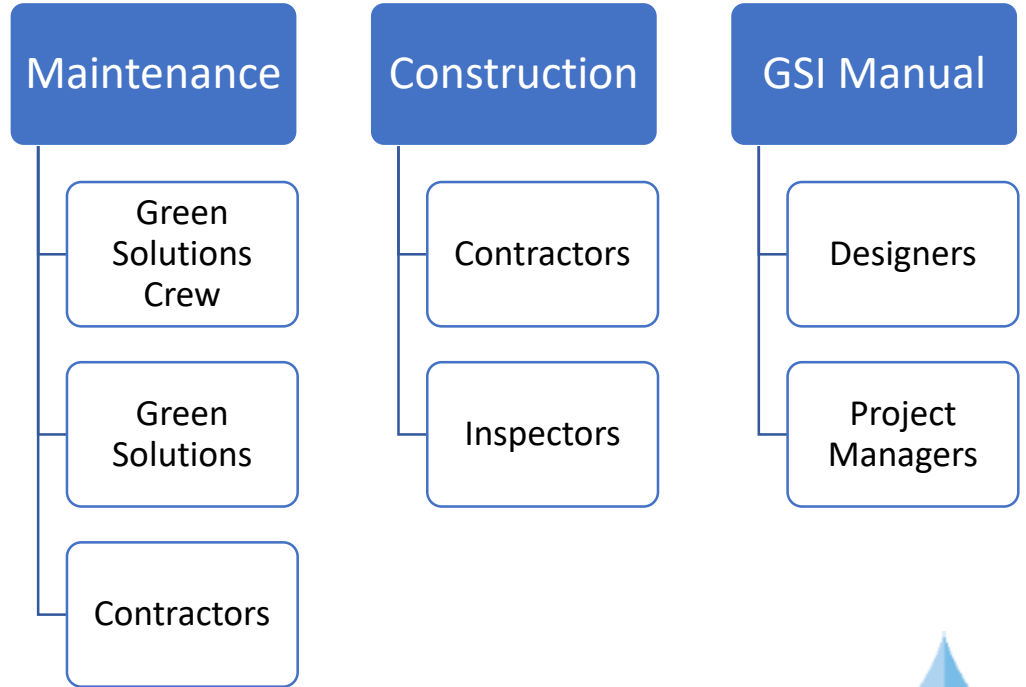 Maintenance
Green
Solutions
Crew
Green
Solutions
Contractors
Construction
Contractors
Inspectors
GSI Manual
Designers
Project
Managers